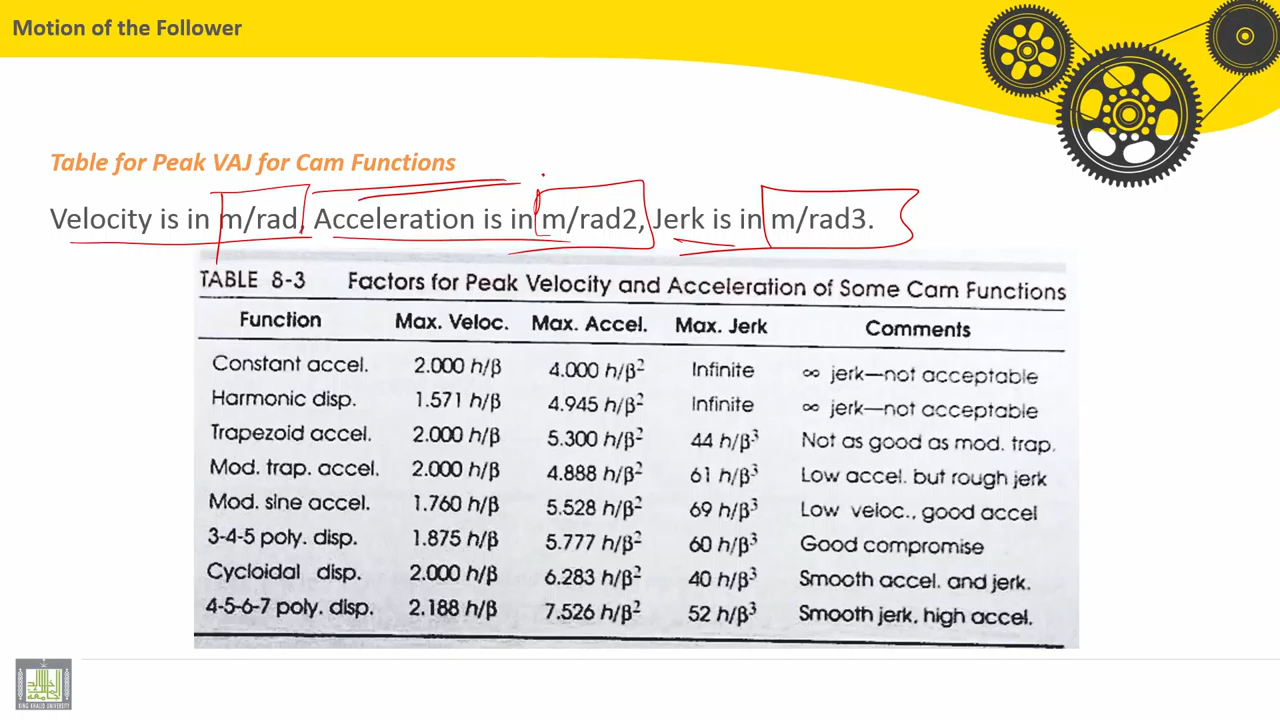 Motion of the Follower
Table for Peak VAJ for Cam Functions
Velocity is in m/rad, Acceleration is in m/rad2, Jerk is in m/rad3.
TABLE 8-3 Factors for Peak Velocity and Acceleration of Some Cam Functions
Function Max. Veloc. Max. Accel. Max. Jerk Comments
Constant accel. 2.000 h/β 4.000 h/β² Infinite ∞ jerk—not acceptable
Harmonic disp. 1.571 h/β 4.945 h/β² Infinite ∞ jerk—not acceptable
Trapezoid accel. 2.000 h/β 5.300 h/β² 44 h/β³ Not as good as mod. trap.
Mod. trap. accel. 2.000 h/β 4.888 h/β² 61 h/β³ Low accel. but rough jerk
Mod. sine accel. 1.760 h/β 5.528 h/β² 69 h/β³ Low veloc., good accel
3-4-5 poly. disp. 1.875 h/β 5.777 h/β² 60 h/β³ Good compromise
Cycloidal disp. 2.000 h/β 6.283 h/β² 40 h/β³ Smooth accel. and jerk.
4-5-6-7 poly. disp. 2.188 h/β 7.526 h/β² 52 h/β³ Smooth jerk, high accel.
KING KHALID UNIVERSITY